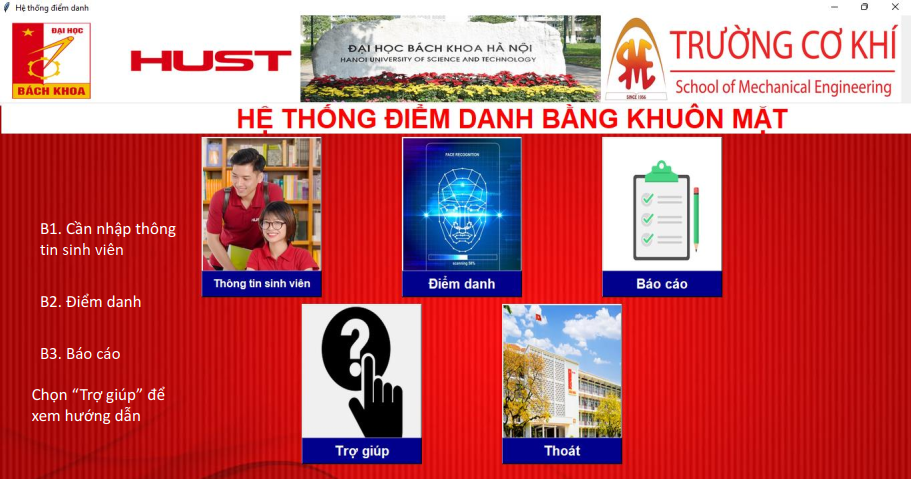 Hệ thống điểm danh
ĐẠI HỌC
BÁCH KHOA
HUST
ĐẠI HỌC BÁCH KHOA HÀ NỘI
HANOI UNIVERSITY OF SCIENCE AND TECHNOLOGY
SINCE 1956
TRƯỜNG CƠ KHÍ
School of Mechanical Engineering
HỆ THỐNG ĐIỂM DANH BẰNG KHUÔN MẶT
FACE RECOGNITION
scanning 58%
Thông tin sinh viên
Điểm danh
Báo cáo
B1. Cần nhập thông
tin sinh viên
B2. Điểm danh
B3. Báo cáo
Chọn “Trợ giúp” để
xem hướng dẫn
?
Trợ giúp
Thoát